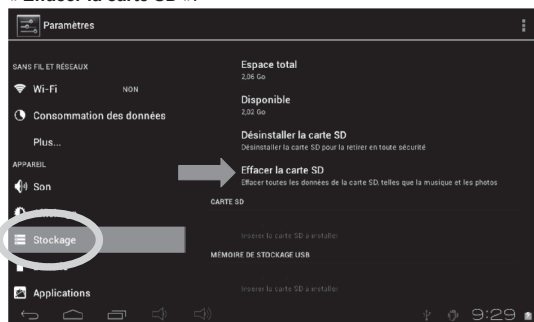 « Effacer la carte SD ».
Paramètres
SANS FIL ET RÉSEAUX
Wi-Fi NON
Consommation des données
Plus...
APPAREIL
Son
Stockage
Applications
Espace total
2,06 Go
Disponible
2,02 Go
Désinstaller la carte SD
Désinstaller la carte SD pour la retirer en toute sécurité
Effacer la carte SD
Effacer toutes les données de la carte SD, telles que la musique et les photos
CARTE SD
Insérer la carte SD à installer
MÉMOIRE DE STOCKAGE USB
Insérer la carte SD à installer
9:29